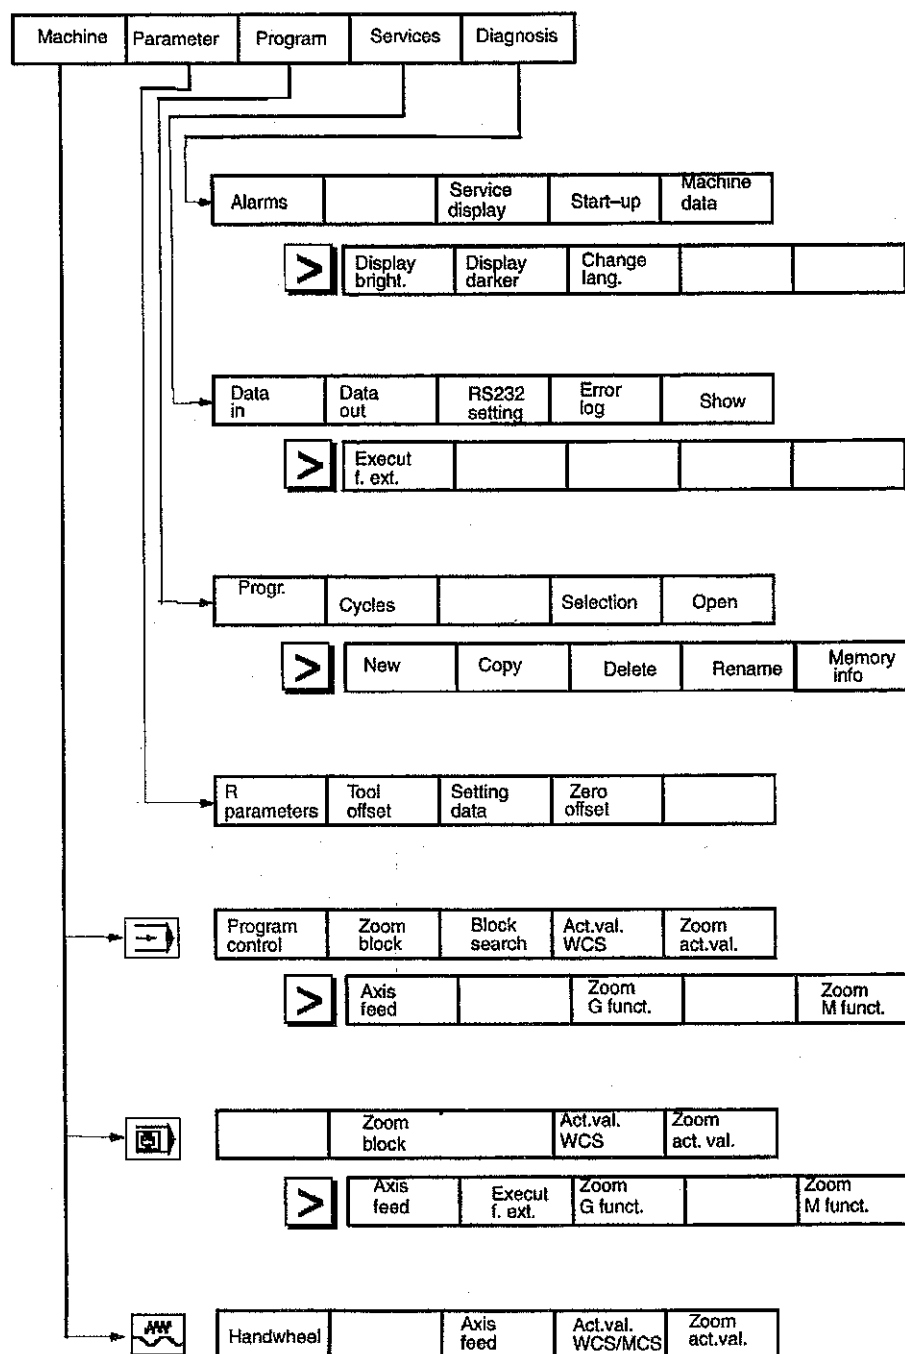 Machine Parameter Program Services Diagnosis
Alarms Service display Start-up Machine data
> Display bright. Display darker Change lang.
Data in Data out RS232 setting Error log Show
> Execut f. ext.
Progr. Cycles Selection Open
> New Copy Delete Rename Memory info
R parameters Tool offset Setting data Zero offset
Program control Zoom block Block search Act.val. WCS Zoom act.val.
> Axis feed Zoom G funct. Zoom M funct.
Zoom block Act.val. WCS Zoom act. val.
> Axis feed Execut f. ext. Zoom G funct. Zoom M funct.
Handwheel Axis feed Act.val. WCS/MCS Zoom act.val.